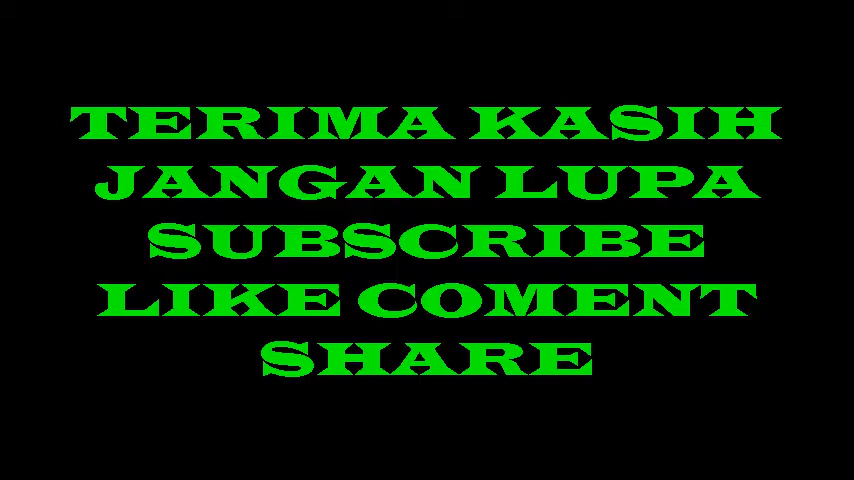 TERIMA KASIH
JANGAN LUPA
SUBSCRIBE
LIKE COMENT
SHARE